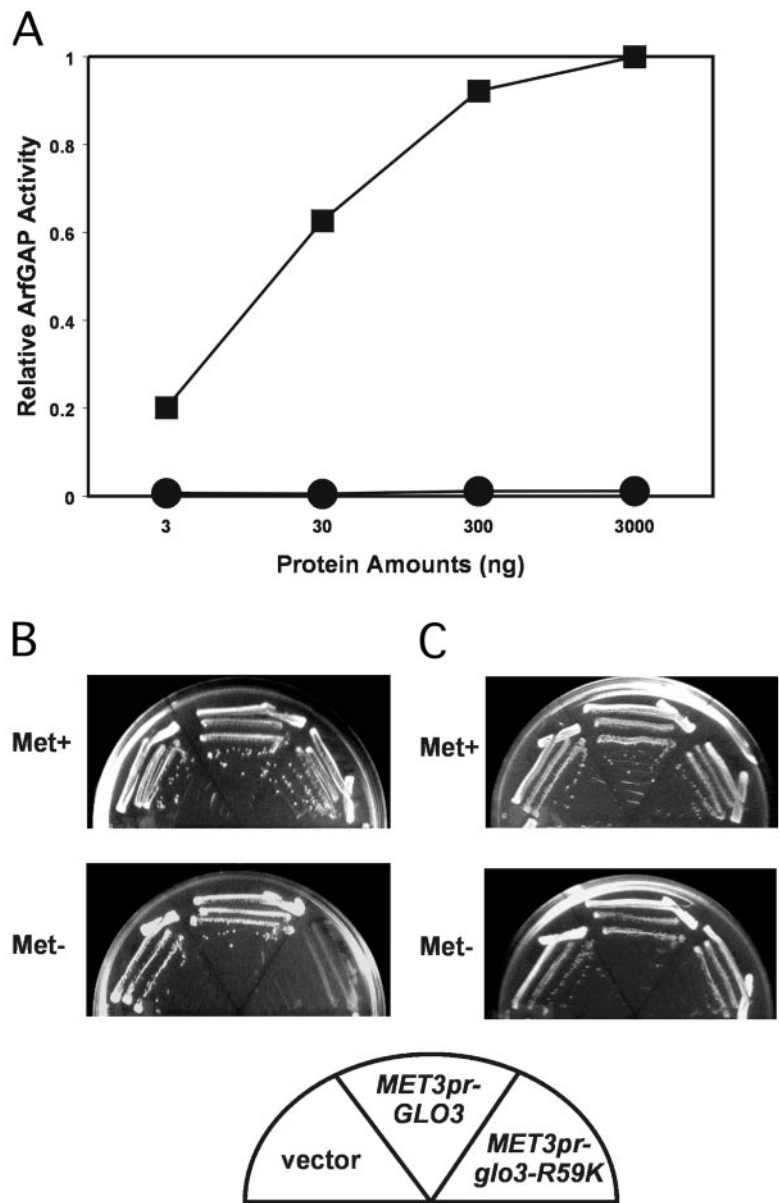 A
1
0.8
0.6
0.4
0.2
0
Relative ArfGAP Activity
3 30 300 3000
Protein Amounts (ng)
B C
Met+ Met+
Met- Met-
MET3pr-
GLO3
vector
MET3pr-
glo3-R59K